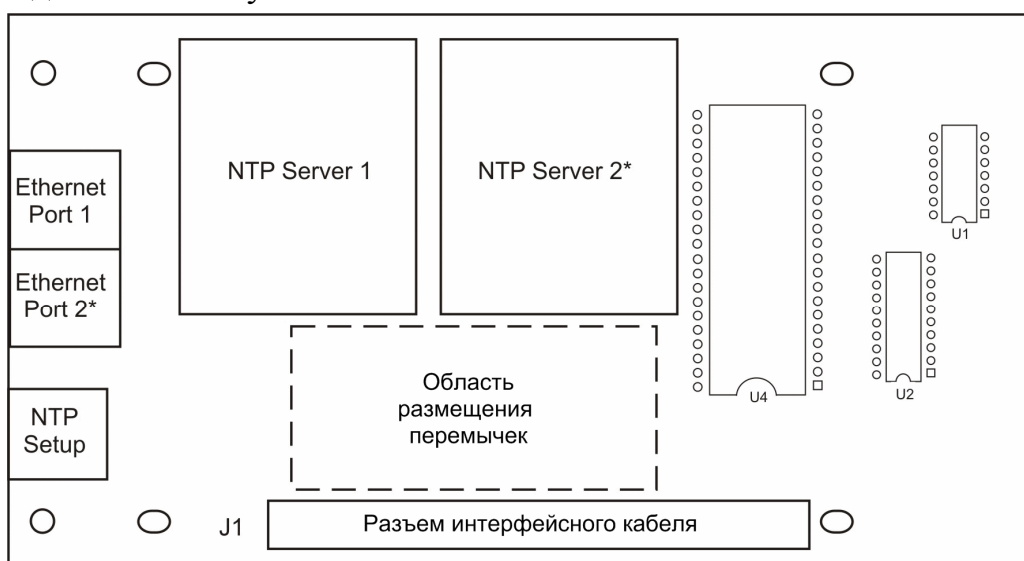 Ethernet
Port 1
Ethernet
Port 2*
NTP
Setup
NTP Server 1
NTP Server 2*
U4
U1
U2
Область
размещения
перемычек
J1
Разъем интерфейсного кабеля